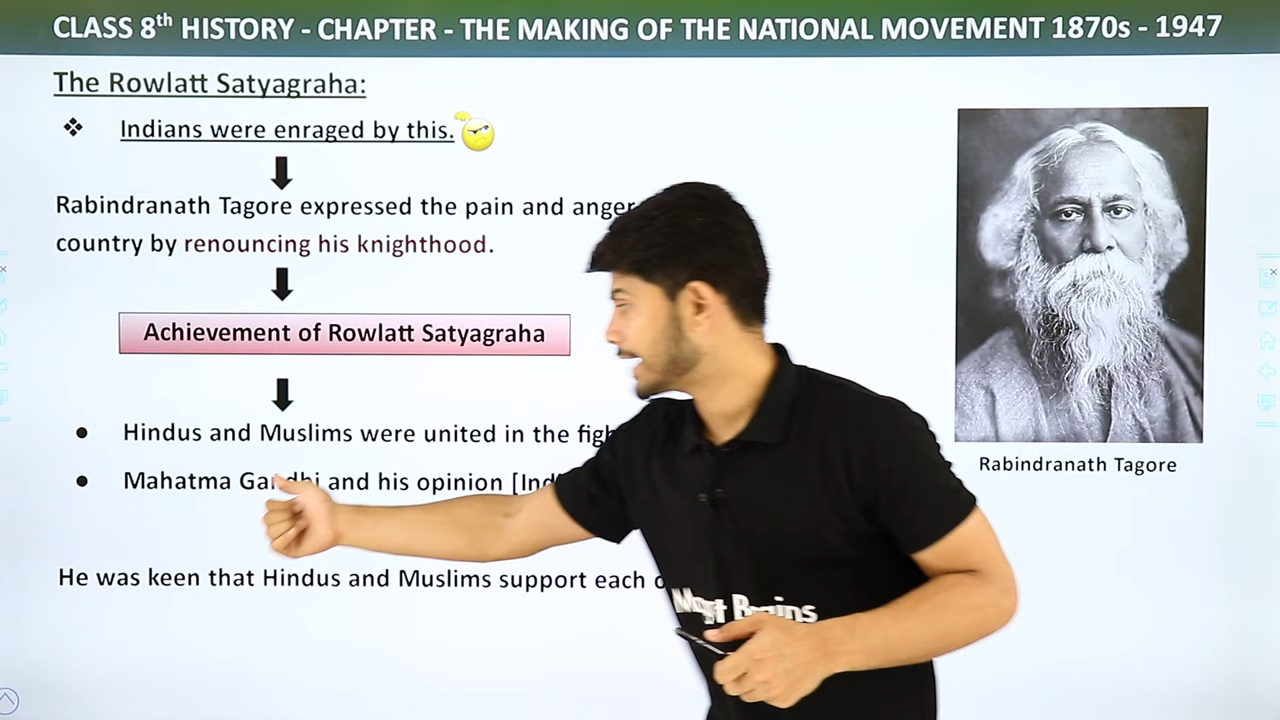 CLASS 8th HISTORY - CHAPTER - THE MAKING OF THE NATIONAL MOVEMENT 1870s - 1947
The Rowlatt Satyagraha:
❖ Indians were enraged by this.
Rabindranath Tagore expressed the pain and anger
country by renouncing his knighthood.
Achievement of Rowlatt Satyagraha
● Hindus and Muslims were united in the
● Mahatma Gandhi and his opinion
He was keen that Hindus and Muslims support each
Rabindranath Tagore
Brains